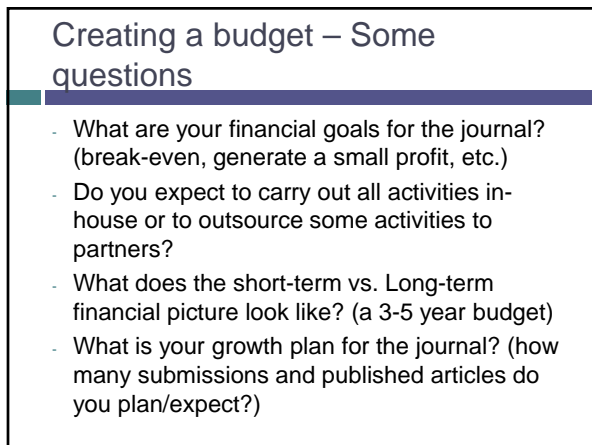 Creating a budget – Some
questions
- What are your financial goals for the journal?
(break-even, generate a small profit, etc.)
- Do you expect to carry out all activities in-
house or to outsource some activities to
partners?
- What does the short-term vs. Long-term
financial picture look like? (a 3-5 year budget)
- What is your growth plan for the journal? (how
many submissions and published articles do
you plan/expect?)